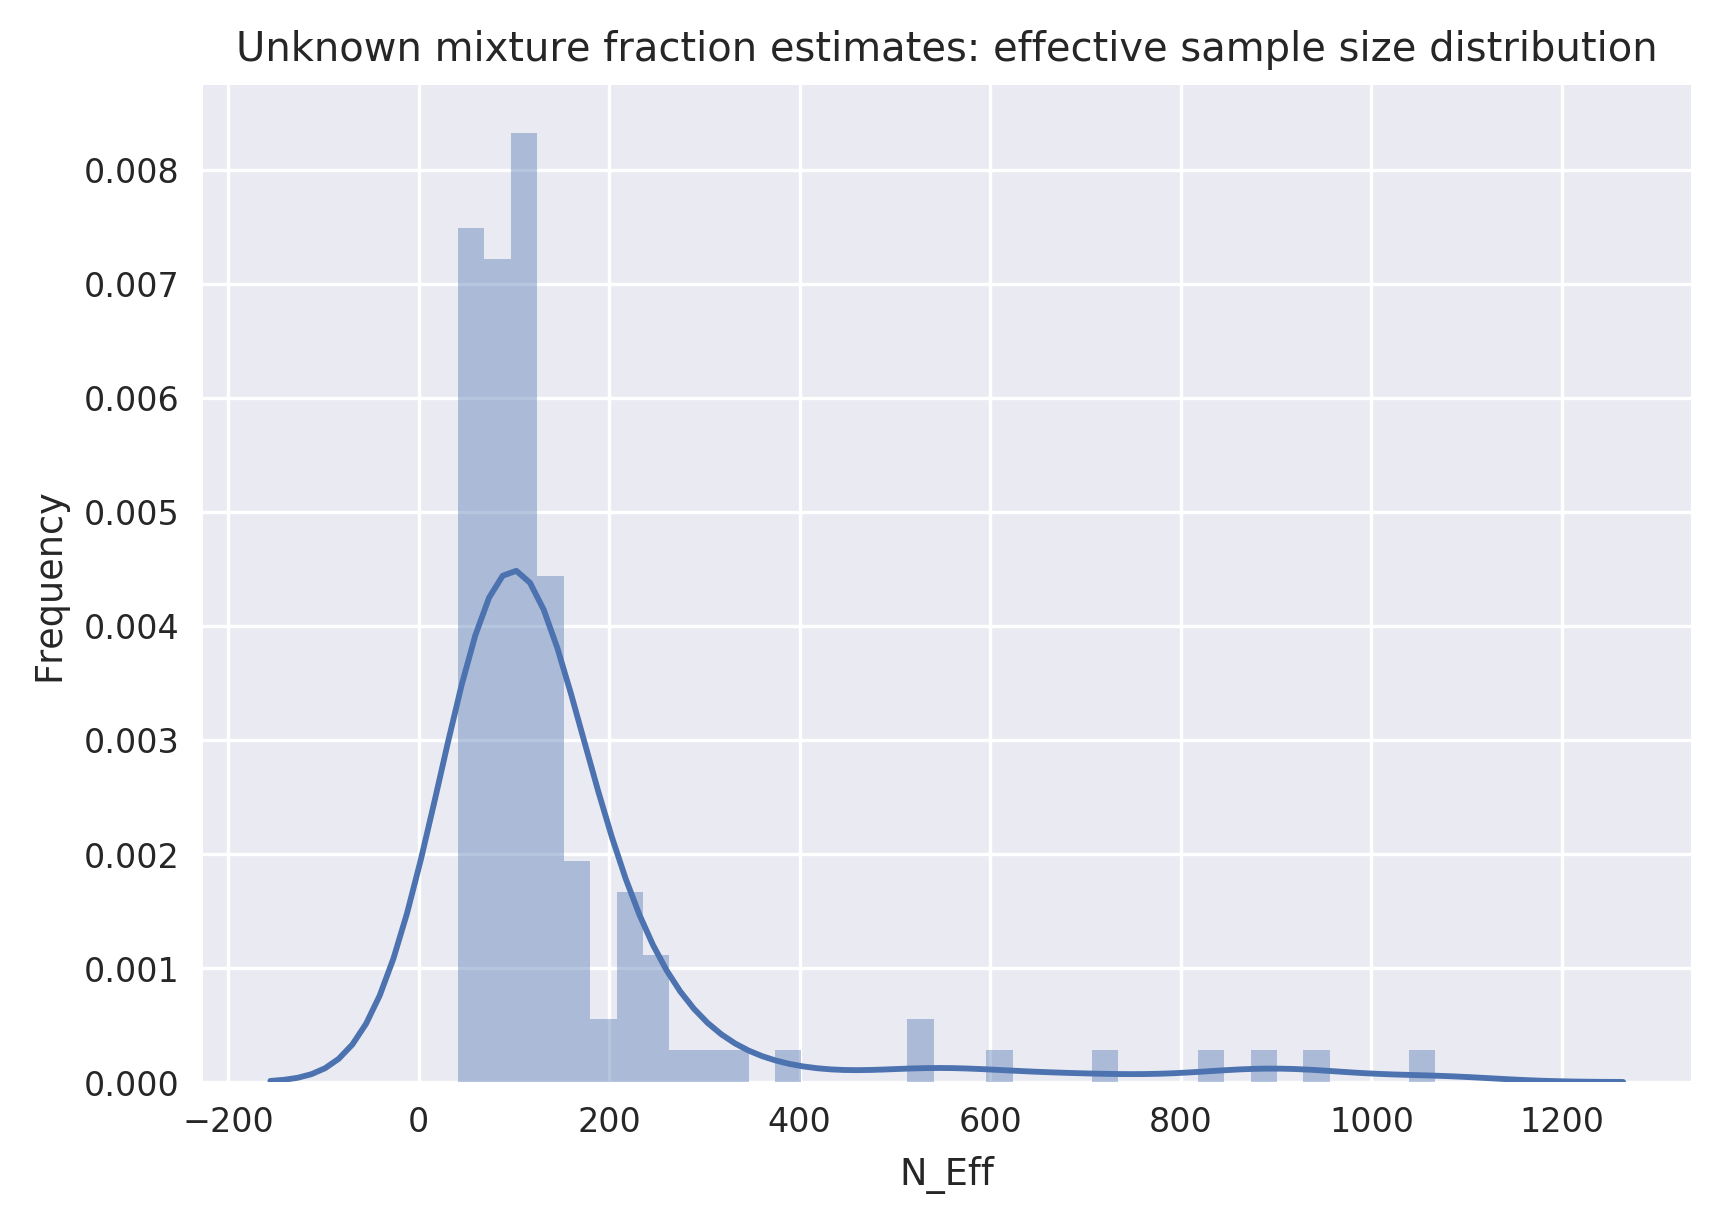 Unknown mixture fraction estimates: effective sample size distribution
0.008
0.007
0.006
0.005
0.004
0.003
0.002
0.001
0.000
Frequency
−200 0 200 400 600 800 1000 1200
N_Eff